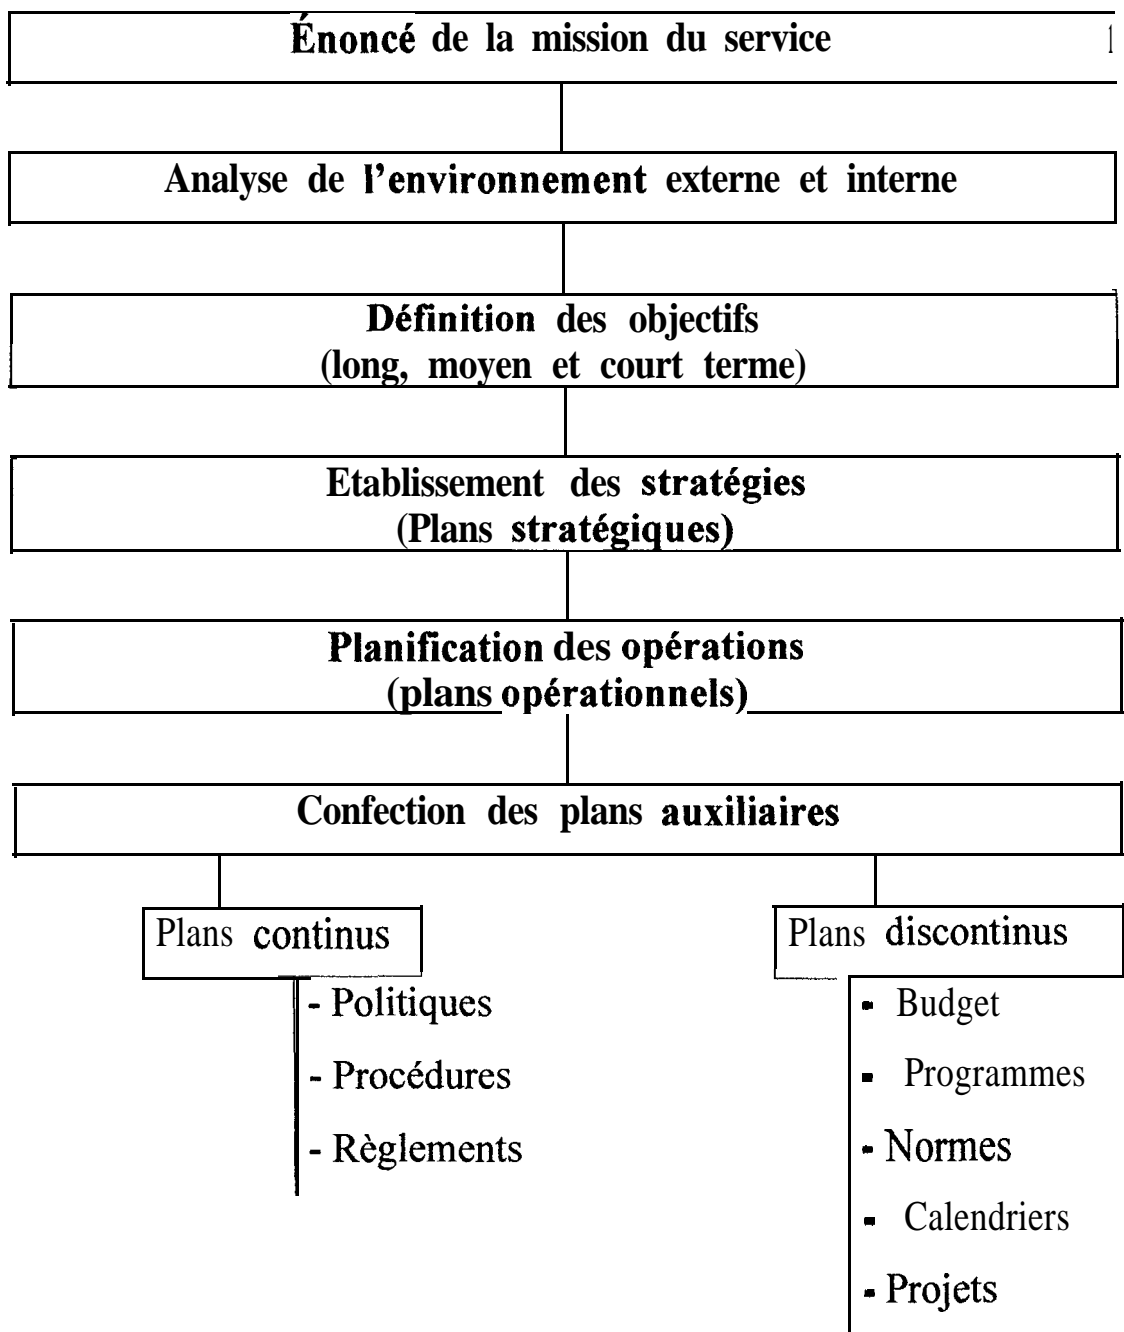 Énoncé de la mission du service
Analyse de l'environnement externe et interne
Définition des objectifs
(long, moyen et court terme)
Etablissement des stratégies
(Plans stratégiques)
Planification des opérations
(plans opérationnels)
Confection des plans auxiliaires
Plans continus
- Politiques
- Procédures
- Règlements
Plans discontinus
- Budget
- Programmes
- Normes
- Calendriers
- Projets